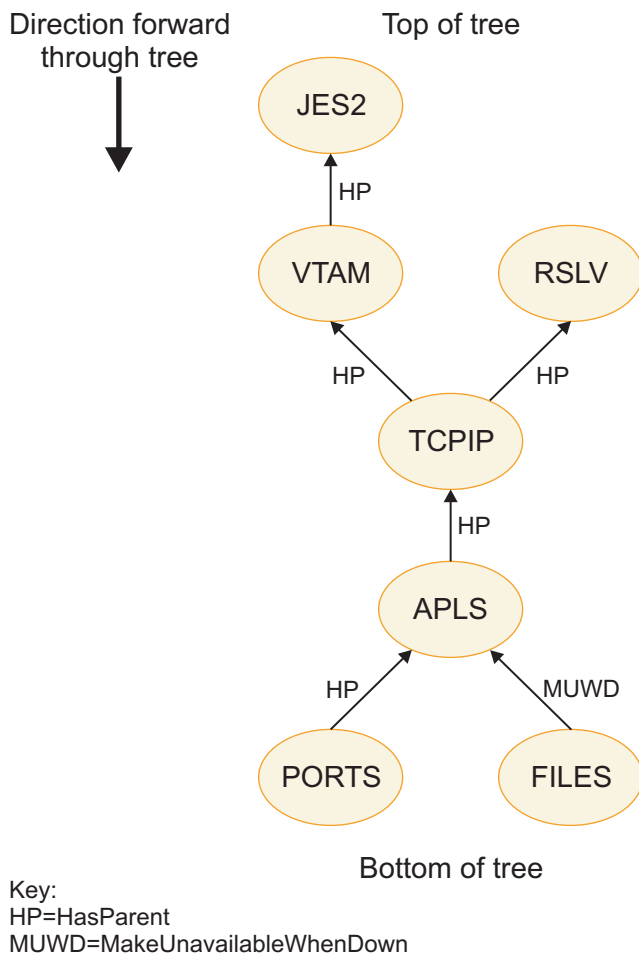 Direction forward
through tree
Top of tree
JES2
HP
VTAM
RSLV
HP
HP
TCPIP
HP
APLS
HP
MUWD
PORTS
FILES
Bottom of tree
Key:
HP=HasParent
MUWD=MakeUnavailableWhenDown